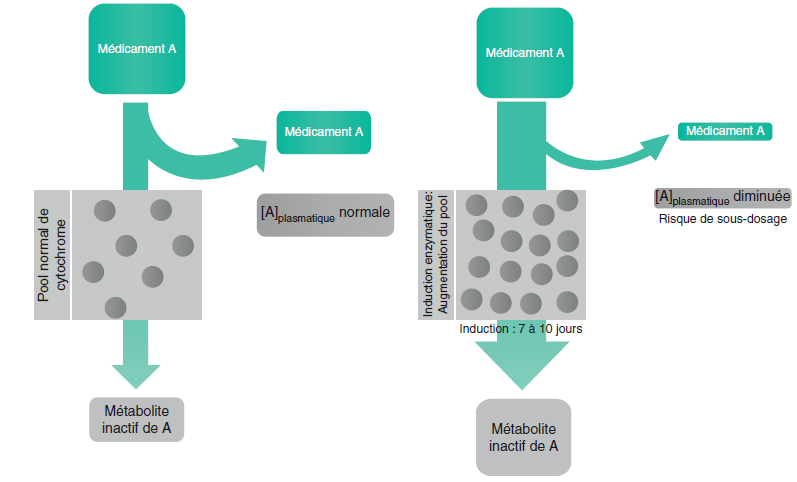 Médicament A
Médicament A
[A]plasmatique normale
Pool normal de
cytochrome
Métabolite
inactif de A
Médicament A
Médicament A
[A]plasmatique diminuée
Risque de sous-dosage
Induction enzymatique:
Augmentation du pool
Induction : 7 à 10 jours
Métabolite
inactif de A